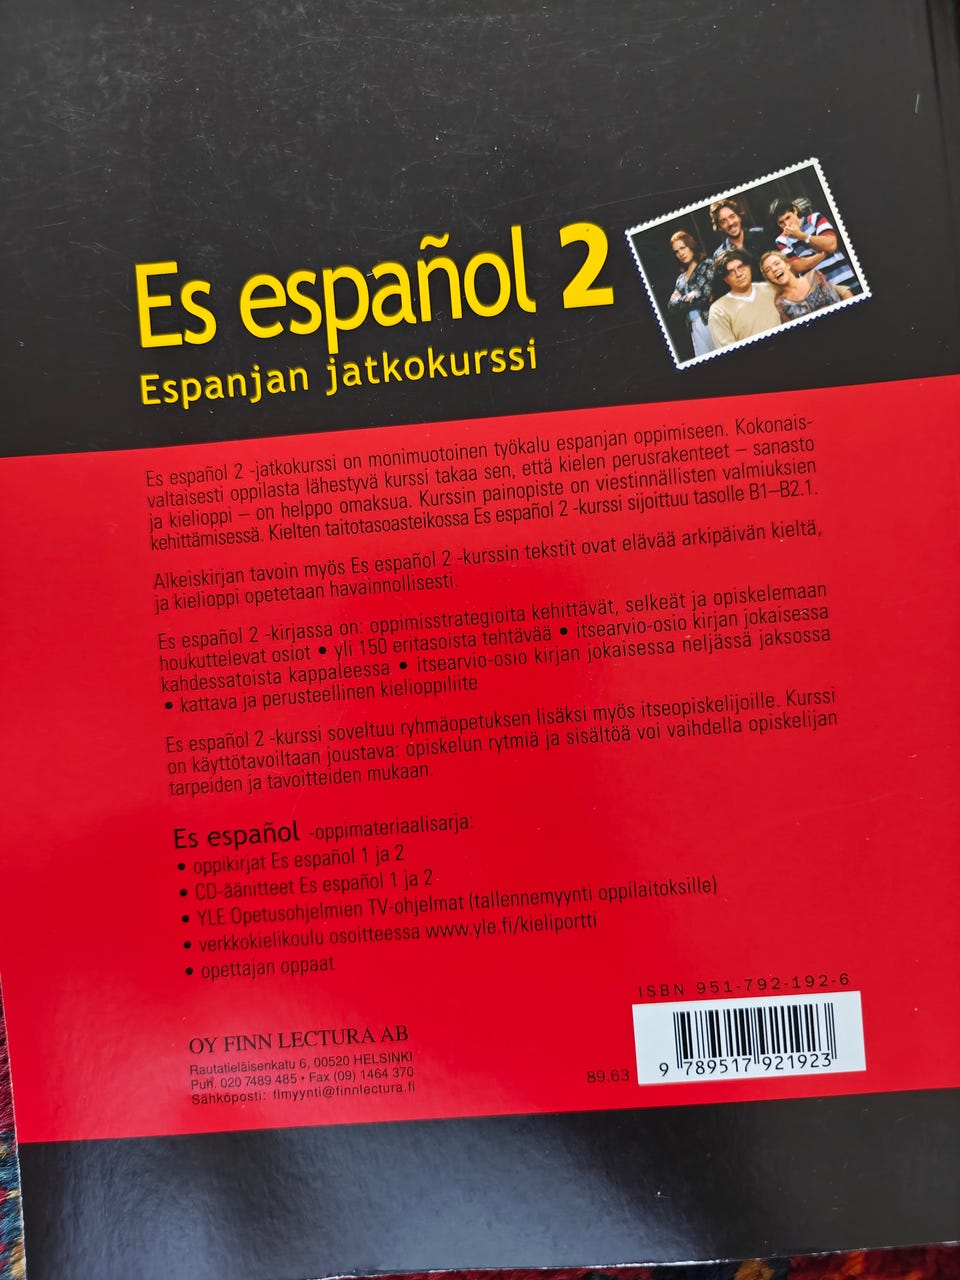 Es español 2
Espanjan jatkokurssi
Es español 2 -jatkokurssi on monimuotoinen työkalu espanjan oppimiseen. Kokonais-
valtaisesti oppilasta lähestyvä kurssi takaa sen, että kielen perusrakenteet – sanasto
ja kielioppi – on helppo omaksua. Kurssin painopiste on viestinnällisten valmiuksien
kehittämisessä. Kielten taitotasoasteikossa Es español 2 -kurssi sijoittuu tasolle B1–B2.1.
Alkeiskirjan tavoin myös Es español 2 -kurssin tekstit ovat elävää arkipäivän kieltä,
ja kielioppi opetetaan havainnollisesti.
Es español 2 -kirjassa on: oppimisstrategioita kehittävät, selkeät ja opiskelemaan
houkuttelevat osiot • yli 150 eritasoista tehtävää • itsearvio-osio kirjan jokaisessa
kahdessatoista kappaleessa • itsearvio-osio kirjan jokaisessa neljässä jaksossa
• kattava ja perusteellinen kielioppiliite
Es español 2 -kurssi soveltuu ryhmäopetuksen lisäksi myös itseopiskelijoille. Kurssi
on käyttötavoiltaan joustava: opiskelun rytmiä ja sisältöä voi vaihdella opiskelijan
tarpeiden ja tavoitteiden mukaan.
Es español -oppimateriaalisarja:
• oppikirjat Es español 1 ja 2
• CD-äänitteet Es español 1 ja 2
• YLE Opetusohjelmien TV-ohjelmat (tallennemyynti oppilaitoksille)
• verkkokielikoulu osoitteessa www.yle.fi/kieliportti
• opettajan oppaat
OY FINN LECTURA AB
Rautatieläisenkatu 6, 00520 HELSINKI
Puh. 020 7489 485 • Fax (09) 1464 370
Sähköposti: flmyynti@finnlectura.fi
ISBN 951-792-192-6
89.63
9 789517 921923